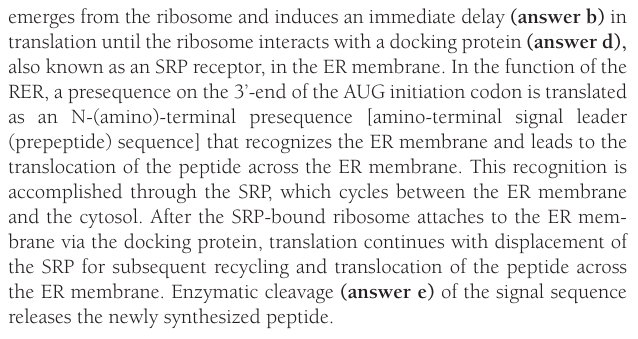 emerges from the ribosome and induces an immediate delay (answer b) in
translation until the ribosome interacts with a docking protein (answer d),
also known as an SRP receptor, in the ER membrane. In the function of the
RER, a presequence on the 3’-end of the AUG initiation codon is translated
as an N-(amino)-terminal presequence [amino-terminal signal leader
(prepeptide) sequence] that recognizes the ER membrane and leads to the
translocation of the peptide across the ER membrane. This recognition is
accomplished through the SRP, which cycles between the ER membrane
and the cytosol. After the SRP-bound ribosome attaches to the ER mem-
brane via the docking protein, translation continues with displacement of
the SRP for subsequent recycling and translocation of the peptide across
the ER membrane. Enzymatic cleavage (answer e) of the signal sequence
releases the newly synthesized peptide.